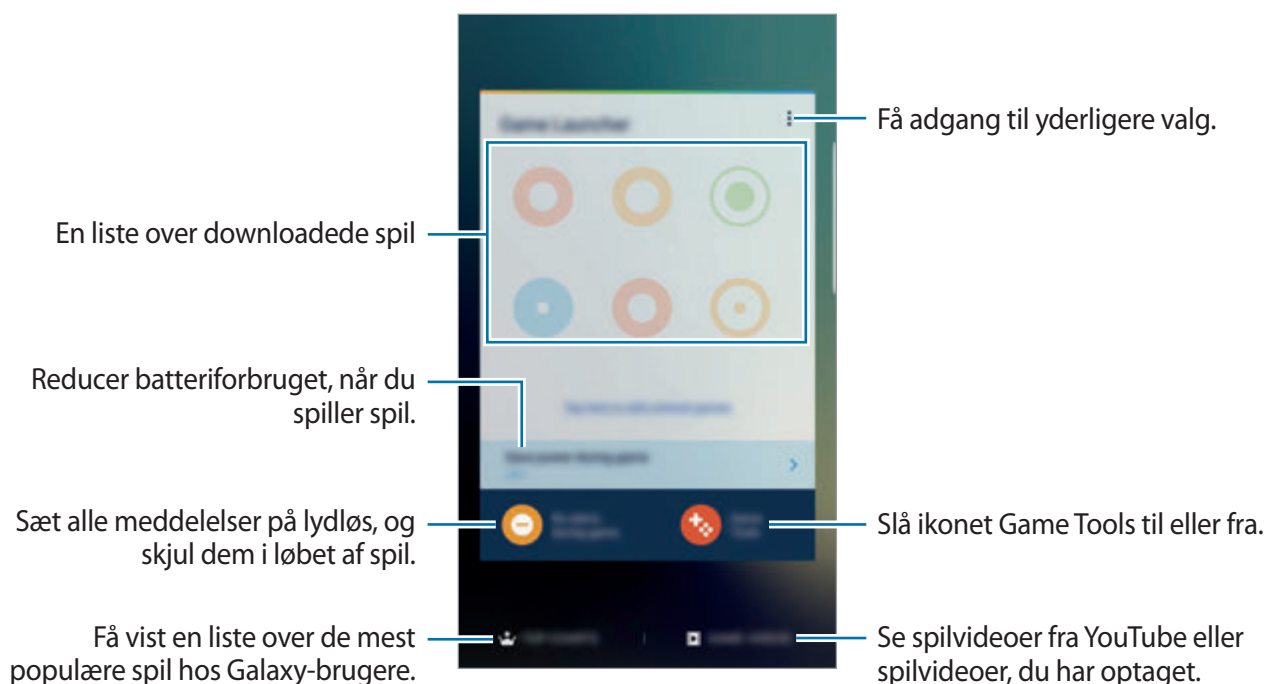 Game Launcher
Få adgang til yderligere valg.
En liste over downloadede spil
Reducer batteriforbruget, når du
spiller spil.
Sæt alle meddelelser på lydløs, og
skjul dem i løbet af spil.
Slå ikonet Game Tools til eller fra.
Få vist en liste over de mest
populære spil hos Galaxy-brugere.
Se spilvideoer fra YouTube eller
spilvideoer, du har optaget.